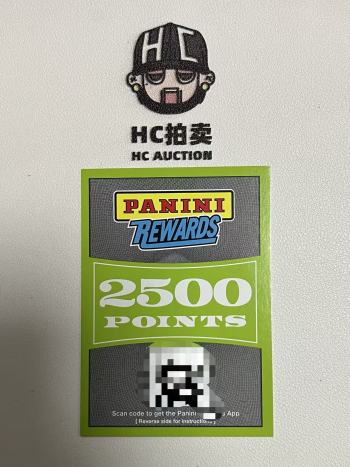 HC
HC拍卖
HC AUCTION
PANINI
REWARDS
2500
POINTS
Scan code to get the Panini App
[ Reverse side for instructions ]